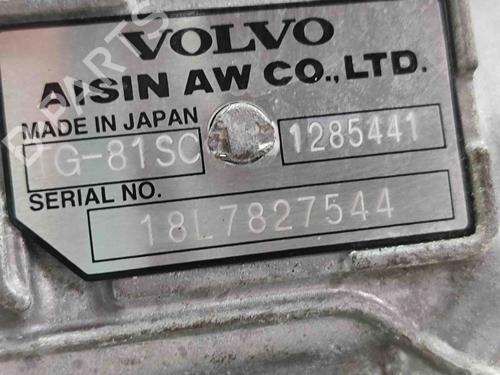 VOLVO
AISIN AW CO.,LTD.
MADE IN JAPAN
TG-81SC 1285441
SERIAL NO.
18L7827544